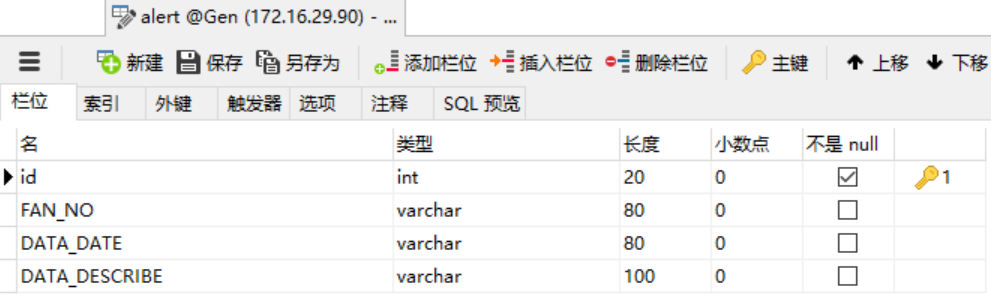 alert @Gen (172.16.29.90) - ...
新建 保存 另存为 添加栏位 插入栏位 删除栏位 主键 上移 下移
栏位 索引 外键 触发器 选项 注释 SQL 预览
名 类型 长度 小数点 不是 null
id int 20 0 1
FAN_NO varchar 80 0
DATA_DATE varchar 80 0
DATA_DESCRIBE varchar 100 0